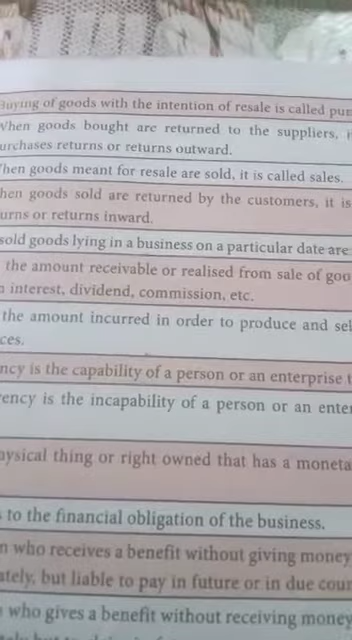 Buying of goods with the intention of resale is called
When goods bought are returned to the suppliers,
urchases returns or returns outward.
When goods meant for resale are sold, it is called sales.
hen goods sold are returned by the customers, it is
urns or returns inward.
sold goods lying in a business on a particular date are
the amount receivable or realised from sale of goo
interest, dividend, commission, etc.
the amount incurred in order to produce and sel
ces.
ncy is the capability of a person or an enterprise
ency is the incapability of a person or an enter
hysical thing or right owned that has a moneta
to the financial obligation of the business.
n who receives a benefit without giving money
ately, but liable to pay in future or in due cour
who gives a benefit without receiving money